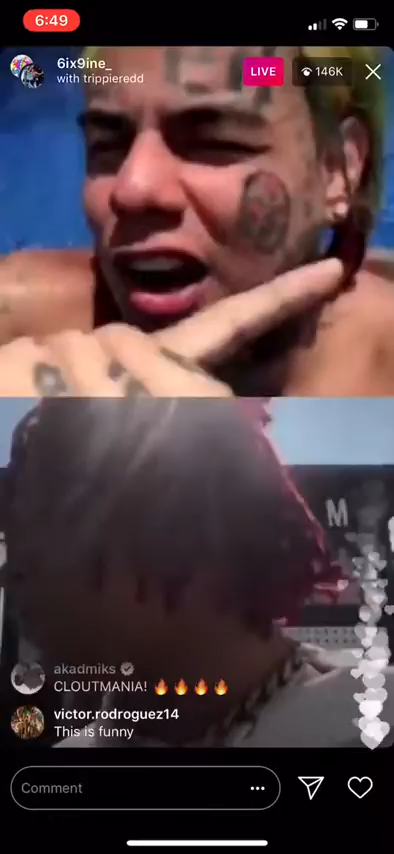 6:49
6ix9ine_
with trippieredd
LIVE
146K
M
akadmiks
CLOUTMANIA! 🔥 🔥 🔥 🔥
victor.rodroguez14
This is funny
Comment